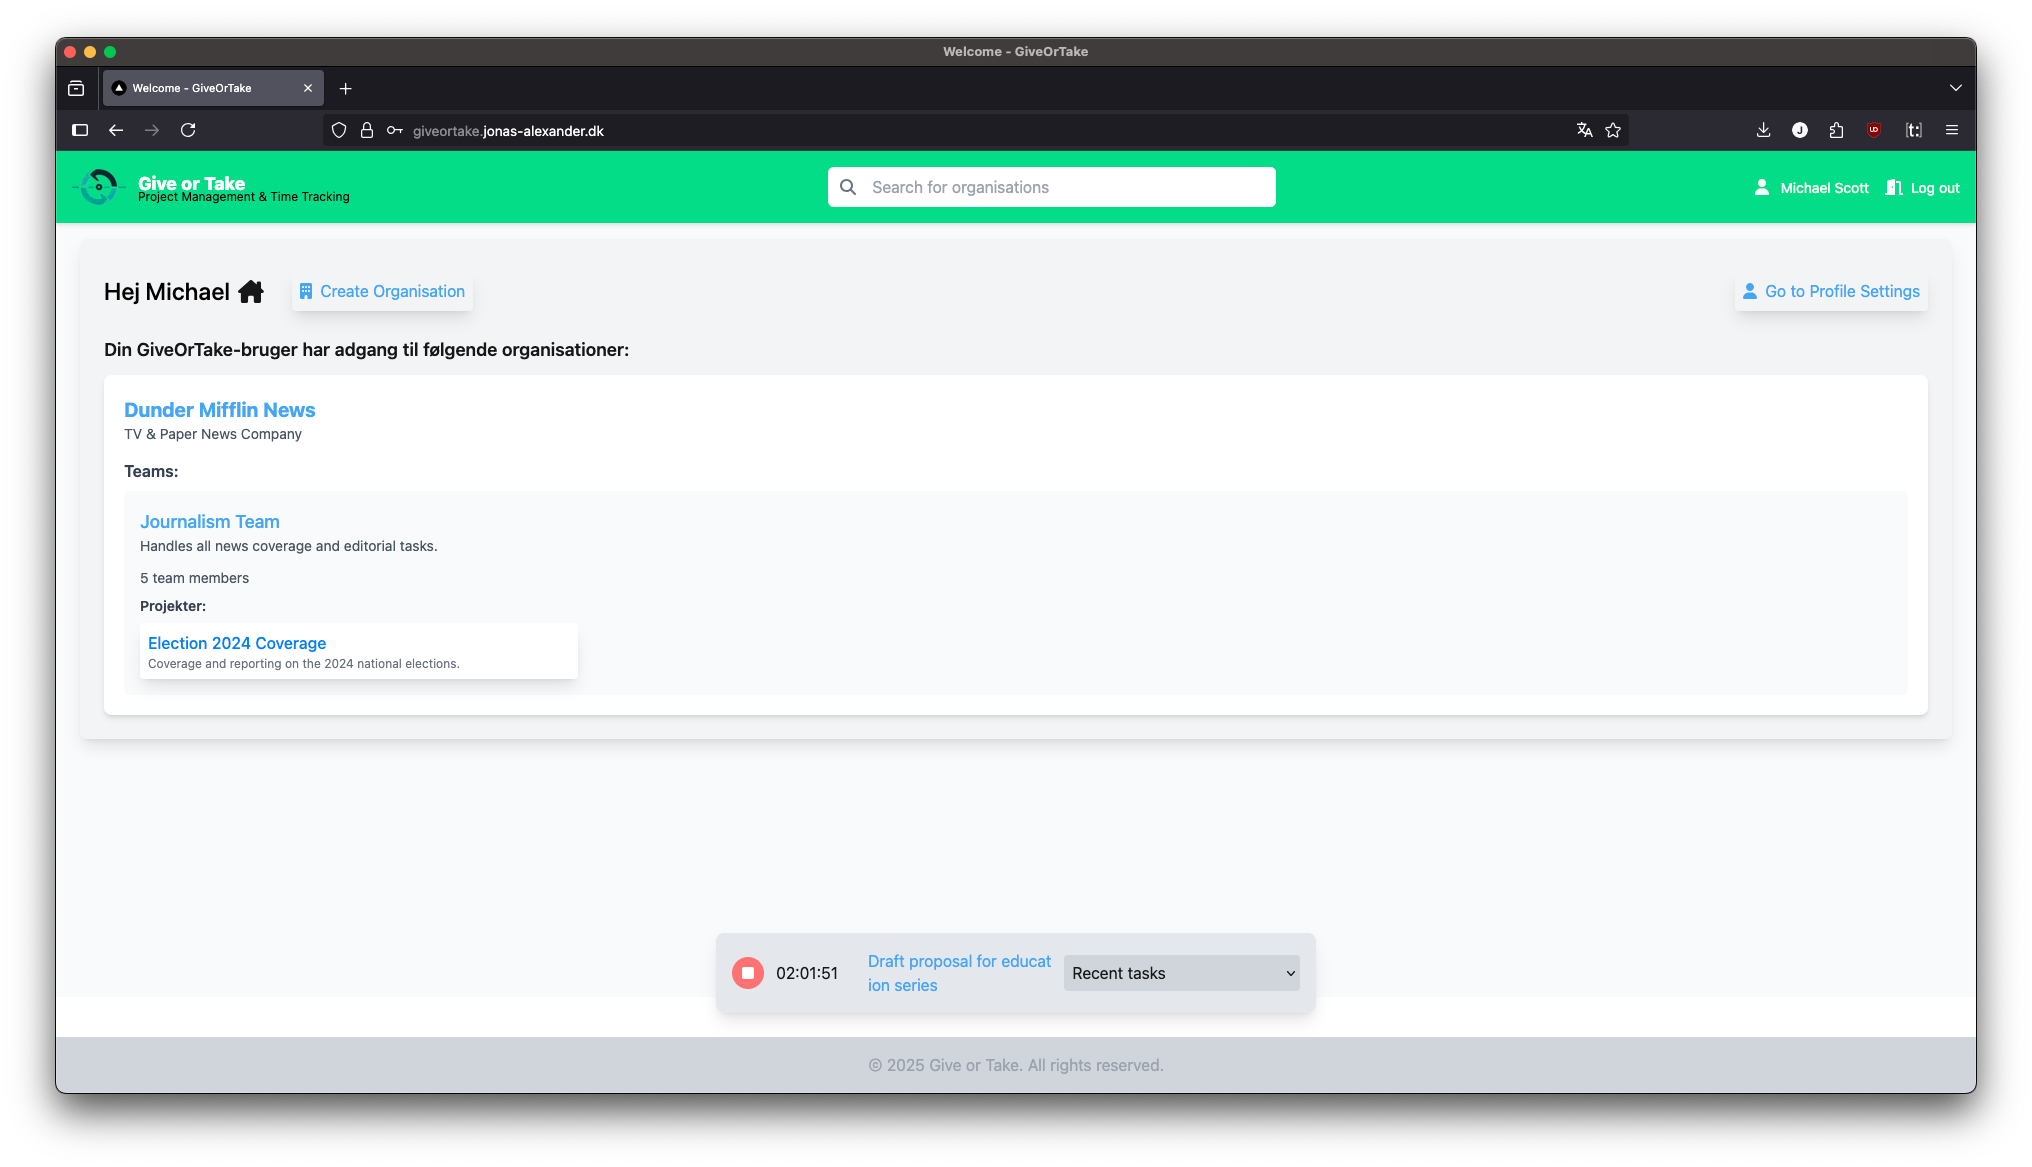 Welcome - GiveOrTake
Welcome - GiveOrTake
giveortake.jonas-alexander.dk
J
UD
[t:]
Give or Take
Project Management & Time Tracking
Search for organisations
Michael Scott
Log out
Hej Michael
Create Organisation
Go to Profile Settings
Din GiveOrTake-bruger har adgang til følgende organisationer:
Dunder Mifflin News
TV & Paper News Company
Teams:
Journalism Team
Handles all news coverage and editorial tasks.
5 team members
Projekter:
Election 2024 Coverage
Coverage and reporting on the 2024 national elections.
02:01:51
Draft proposal for educat
ion series
Recent tasks
© 2025 Give or Take. All rights reserved.